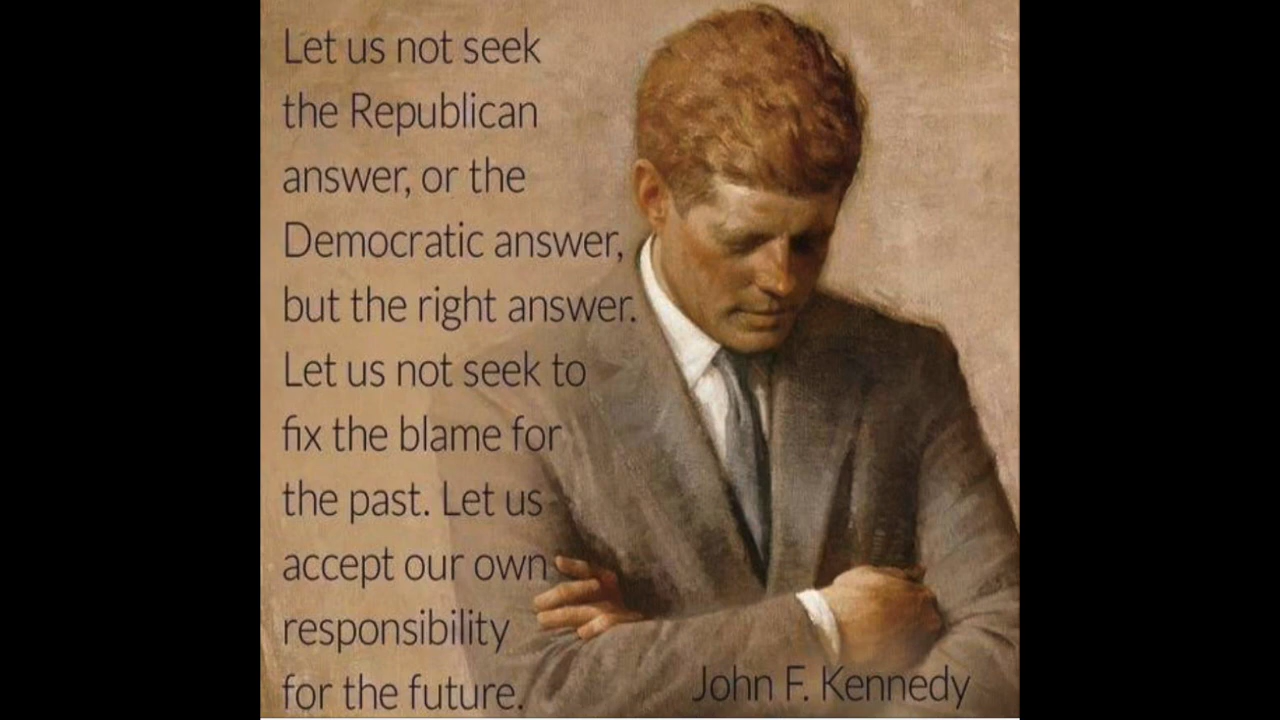 Let us not seek
the Republican
answer, or the
Democratic answer,
but the right answer.
Let us not seek to
fix the blame for
the past. Let us
accept our own
responsibility
for the future.
John F. Kennedy